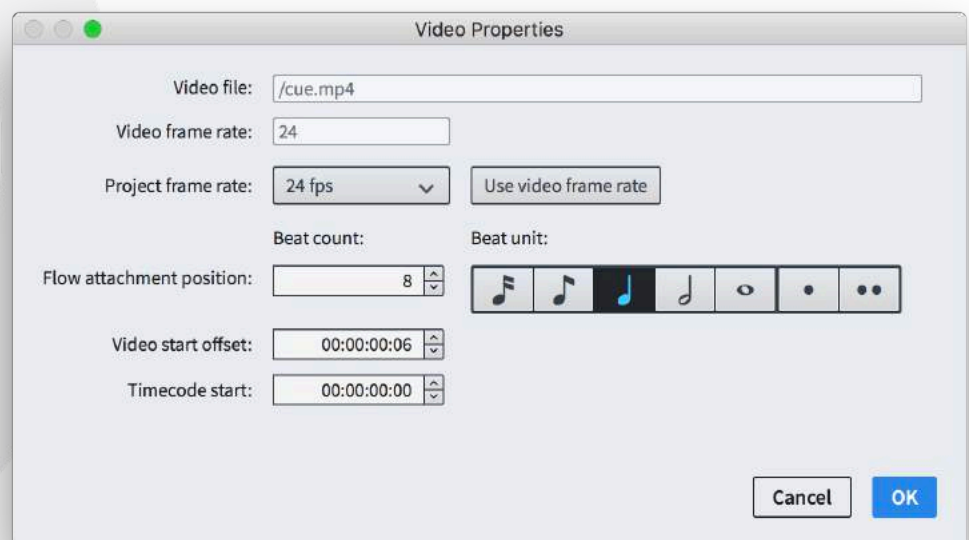 Video Properties
Video file: /cue.mp4
Video frame rate: 24
Project frame rate: 24 fps Use video frame rate
Beat count: Beat unit:
Flow attachment position: 8
Video start offset: 00:00:00:06
Timecode start: 00:00:00:00
Cancel OK